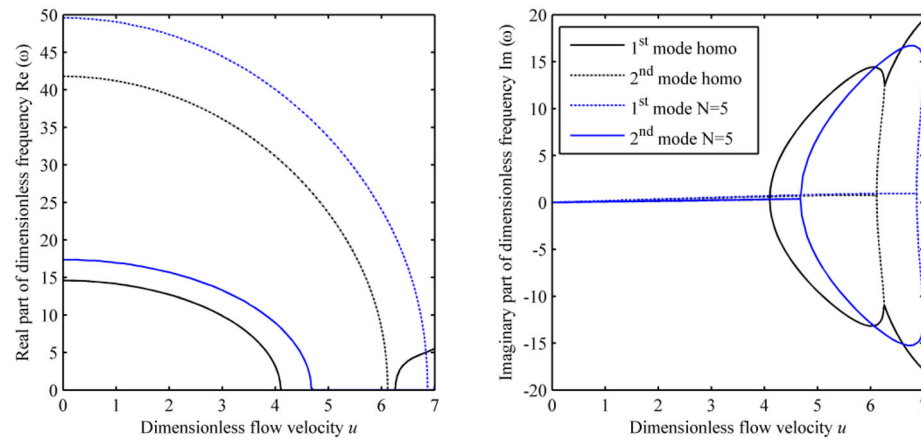 50
45
40
35
30
25
20
15
10
5
0
0 1 2 3 4 5 6 7
Real part of dimensionless frequency Re (ω)
Dimensionless flow velocity u
20
15
10
5
0
-5
-10
-15
-20
0 1 2 3 4 5 6 7
Imaginary part of dimensionless frequency Im (ω)
Dimensionless flow velocity u
1st mode homo
2nd mode homo
1st mode N=5
2nd mode N=5